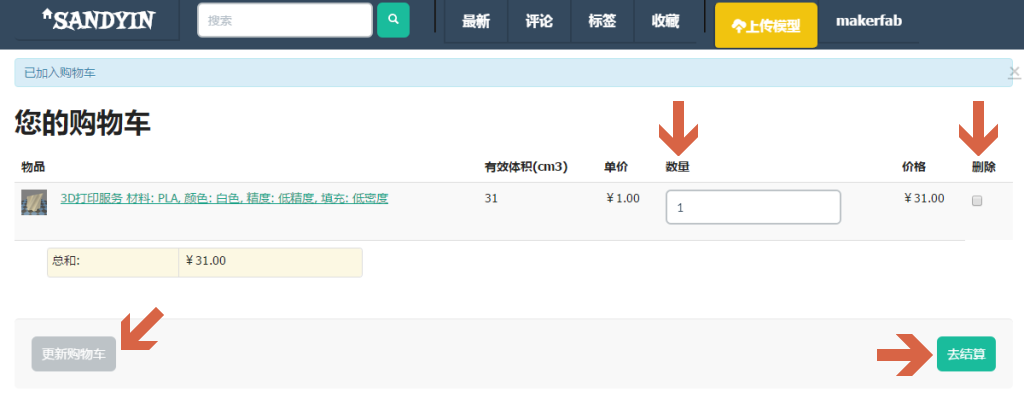 SANDYIN 搜索 最新 评论 标签 收藏 上传模型 makerfab
已加入购物车 ×
您的购物车
物品 有效体积(cm3) 单价 数量 价格 删除
3D打印服务 材料: PLA, 颜色: 白色, 精度: 低精度, 填充: 低密度 31 ¥1.00 1 ¥31.00
总和: ¥31.00
更新购物车 去结算